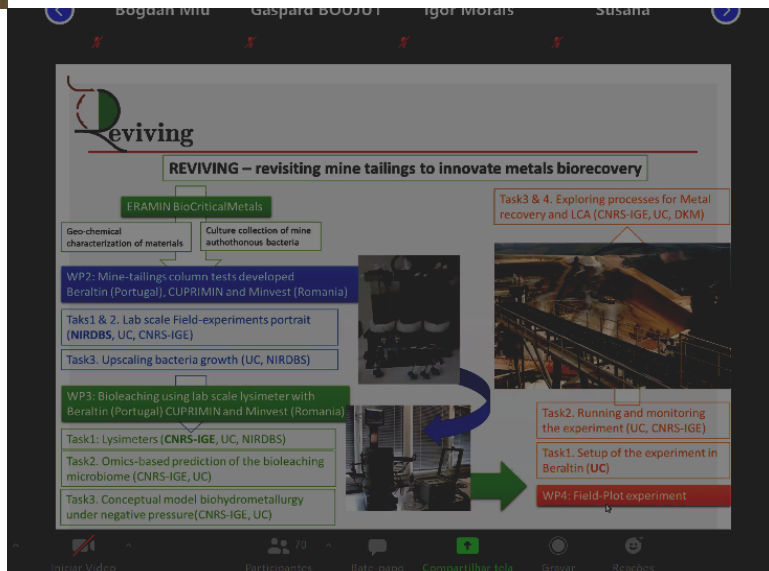 Bogdan Miu
Gaspard BOUJUT
Igor Morais
Susana
Reviving
REVIVING – revisiting mine tailings to innovate metals biorecovery
ERAMIN BioCriticalMetals
Geo-chemical
characterization of materials
Culture collection of mine
authothonous bacteria
WP2: Mine-tailings column tests developed
Beraltin (Portugal), CUPRIMIN and Minvest (Romania)
Taks1 & 2. Lab scale Field-experiments portrait
(NIRDBS, UC, CNRS-IGE)
Task3. Upscaling bacteria growth (UC, NIRDBS)
WP3: Bioleaching using lab scale lysimeter with
Beraltin (Portugal) CUPRIMIN and Minvest (Romania)
Task1: Lysimeters (CNRS-IGE, UC, NIRDBS)
Task2. Omics-based prediction of the bioleaching
microbiome (CNRS-IGE, UC)
Task3. Conceptual model biohydrometallurgy
under negative pressure(CNRS-IGE, UC)
Task3 & 4. Exploring processes for Metal
recovery and LCA (CNRS-IGE, UC, DKM)
Task2. Running and monitoring
the experiment (UC, CNRS-IGE)
Task1. Setup of the experiment in
Beraltin (UC)
WP4: Field-Plot experiment
70
Iniciar Vídeo
Participantes
Bate-papo
Compartilhar tela
Gravar
Reações